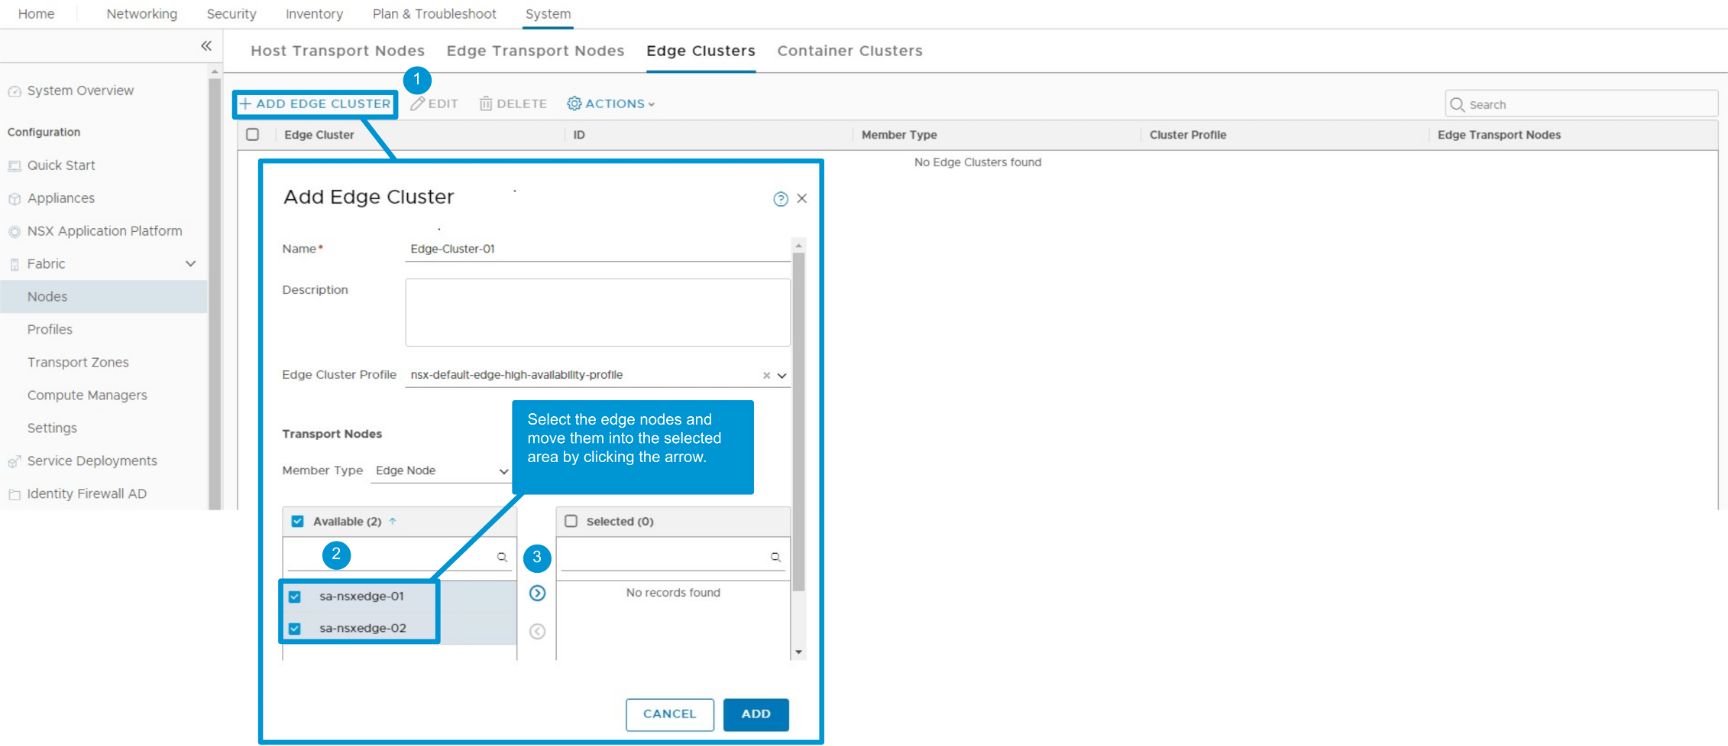 Home Networking Security Inventory Plan & Troubleshoot System
Host Transport Nodes Edge Transport Nodes Edge Clusters Container Clusters
System Overview
Configuration
Quick Start
Appliances
NSX Application Platform
Fabric
Nodes
Profiles
Transport Zones
Compute Managers
Settings
Service Deployments
Identity Firewall AD
1
+ ADD EDGE CLUSTER EDIT DELETE ACTIONS Search
Edge Cluster ID Member Type Cluster Profile Edge Transport Nodes
No Edge Clusters found
Add Edge Cluster
Name* Edge-Cluster-01
Description
Edge Cluster Profile nsx-default-edge-high-availability-profile
Select the edge nodes and
move them into the selected
area by clicking the arrow.
Transport Nodes
Member Type Edge Node
Available (2) Selected (0)
2 3
sa-nsxedge-01 No records found
sa-nsxedge-02
CANCEL ADD